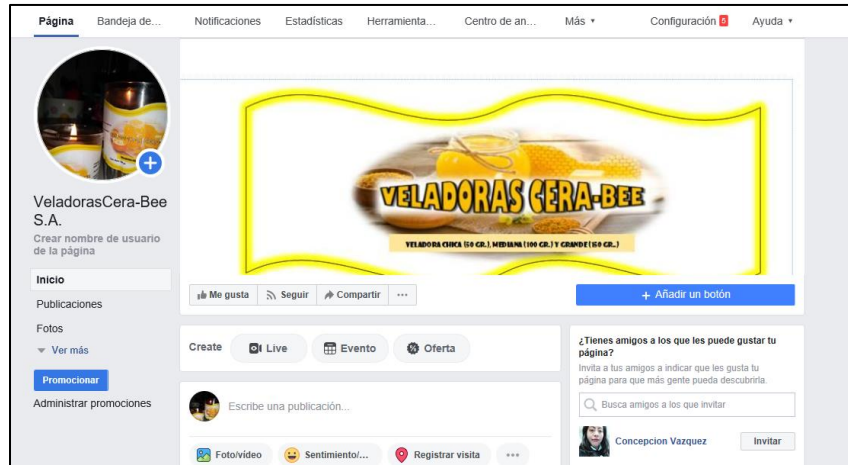 Página Bandeja de... Notificaciones Estadísticas Herramienta... Centro de an... Más Configuración 5 Ayuda
VeladorasCera-Bee
S.A.
Crear nombre de usuario
de la página
Inicio
Publicaciones
Fotos
Ver más
Promocionar
Administrar promociones
VELADORAS CERA-BEE
VELADORA CHICA (50 GR.), MEDIANA (100 GR.) Y GRANDE (150 GR..)
Me gusta Seguir Compartir ...
+ Añadir un botón
Create Live Evento Oferta
Escribe una publicación...
Foto/vídeo Sentimiento/... Registrar visita ...
¿Tienes amigos a los que les puede gustar tu
página?
Invita a tus amigos a indicar que les gusta tu
página para que más gente pueda descubrirla.
Busca amigos a los que invitar
Concepcion Vazquez Invitar